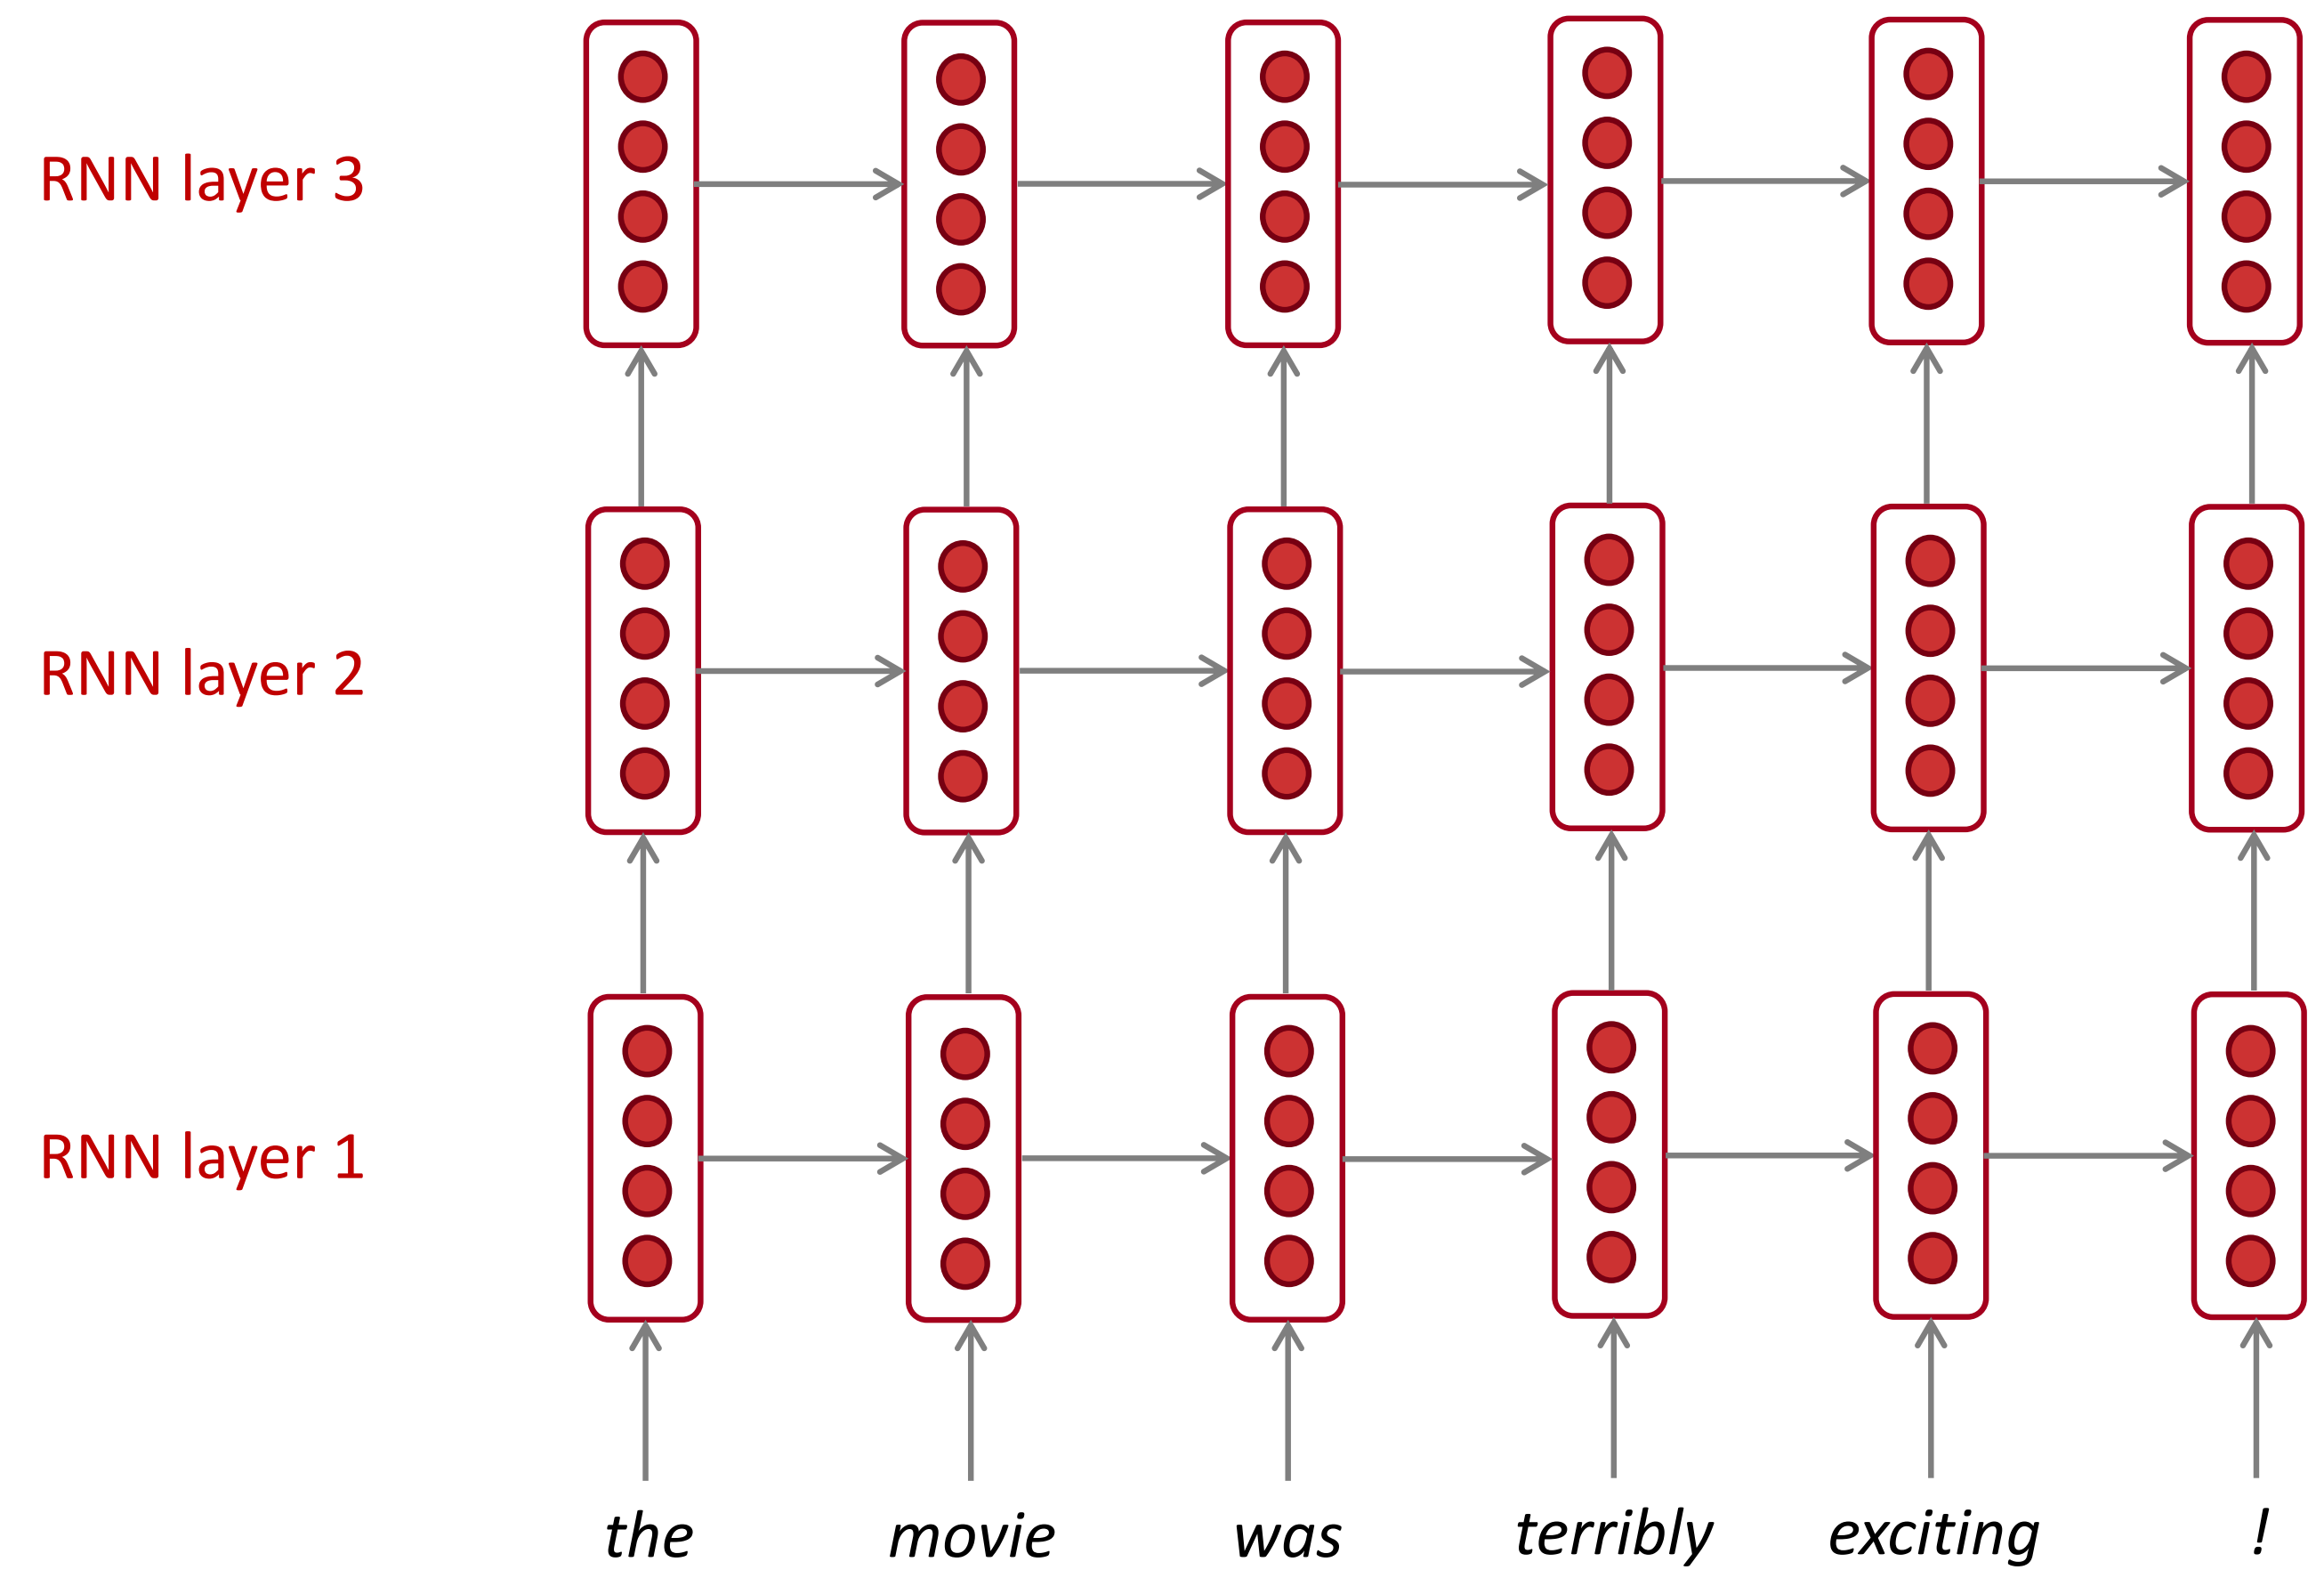 RNN layer 3
RNN layer 2
RNN layer 1
the movie was terribly exciting !